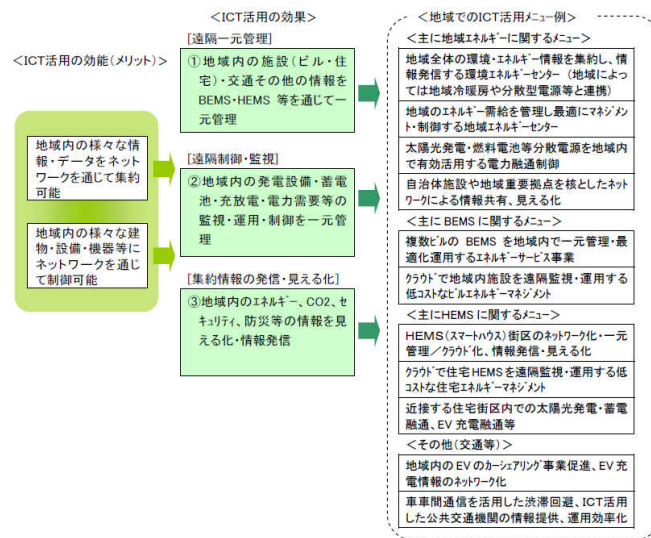 <ICT活用の効能(メリット)>
地域内の様々な情
報・データをネット
ワークを通じて集約
可能
地域内の様々な建
物・設備・機器等に
ネットワークを通じ
て制御可能
<ICT活用の効果>
[遠隔一元管理]
①地域内の施設(ビル・住
宅)・交通その他の情報を
BEMS・HEMS 等を通じて一
元管理
[遠隔制御・監視]
②地域内の発電設備・蓄電
池・充放電・電力需要等の
監視・運用・制御を一元管
理
[集約情報の発信・見える化]
③地域内のエネルギー、CO2、セ
キュリティ、防災等の情報を見
える化・情報発信
<地域でのICT活用メニュー例>
<主に地域エネルギーに関するメニュー>
地域全体の環境・エネルギー情報を集約し、情
報発信する環境エネルギーセンター(地域によっ
ては地域冷暖房や分散型電源等と連携)
地域のエネルギー需給を管理し最適にマネジメン
ト・制御する地域エネルギーセンター
太陽光発電・燃料電池等分散電源を地域内
で有効活用する電力融通制御
自治体施設や地域重要拠点を核としたネット
ワークによる情報共有、見える化
<主に BEMS に関するメニュー>
複数ビルの BEMS を地域内で一元管理・最
適化運用するエネルギーサービス事業
クラウドで地域内施設を遠隔監視・運用する
低コストなビルエネルギーマネジメント
<主にHEMS に関するメニュー>
HEMS(スマートハウス)街区のネットワーク化・一元
管理/クラウド化、情報発信・見える化
クラウドで住宅HEMSを遠隔監視・運用する低
コストな住宅エネルギーマネジメント
近接する住宅街区内での太陽光発電・蓄電
融通、EV 充電融通等
<その他(交通等)>
地域内の EV のカーシェアリング事業促進、EV 充
電情報のネットワーク化
車車間通信を活用した渋滞回避、ICT活用
した公共交通機関の情報提供、運用効率化